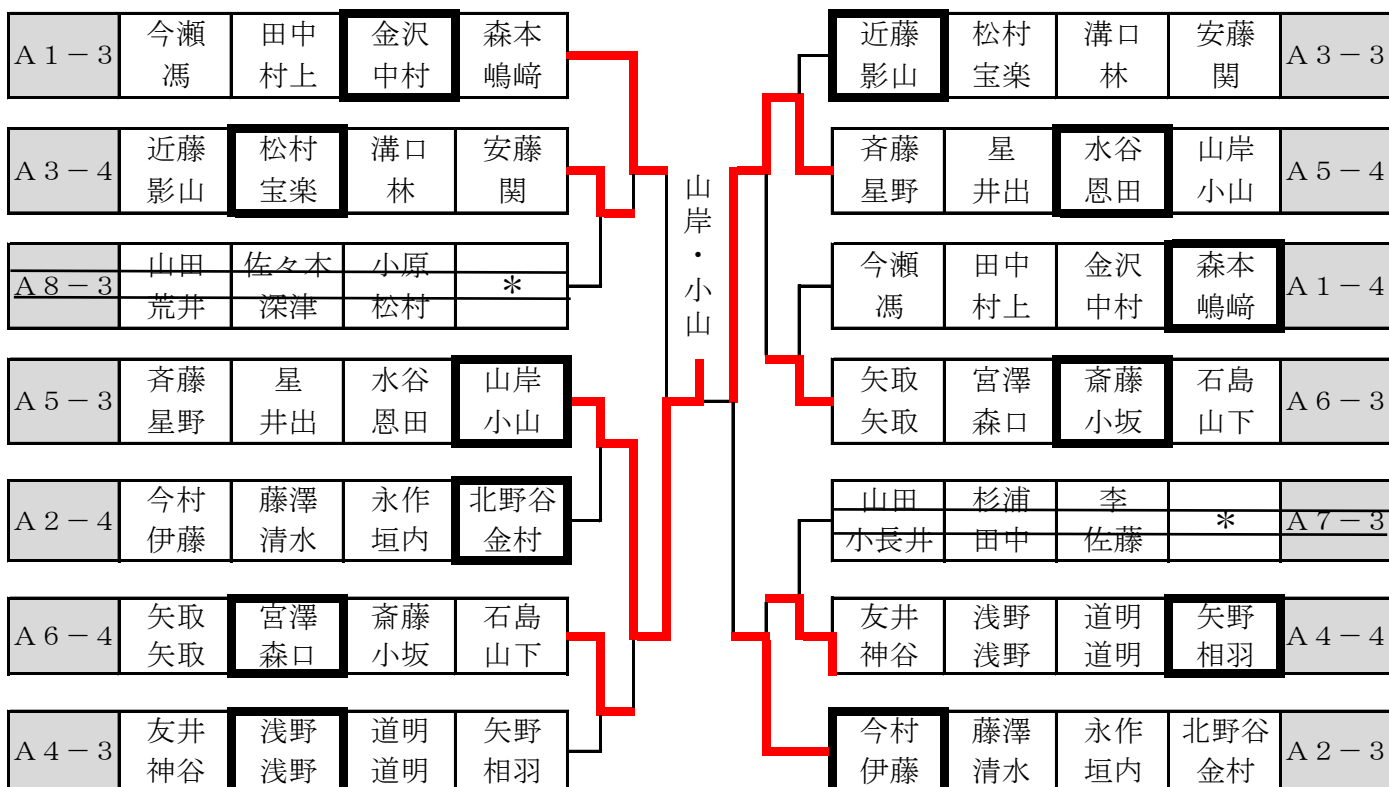 A1-3 今瀬 田中 金沢 森本
馮 村上 中村 嶋﨑
A3-4 近藤 松村 溝口 安藤
影山 宝楽 林 関
A8-3 山田 佐々木 小原 *
荒井 深津 松村
A5-3 斉藤 星 水谷 山岸
星野 井出 恩田 小山
A2-4 今村 藤澤 永作 北野谷
伊藤 清水 垣内 金村
A6-4 矢取 宮澤 斎藤 石島
矢取 森口 小坂 山下
A4-3 友井 浅野 道明 矢野
神谷 浅野 道明 相羽
山岸・小山
近藤 松村 溝口 安藤 A3-3
影山 宝楽 林 関
斉藤 星 水谷 山岸 A5-4
星野 井出 恩田 小山
今瀬 田中 金沢 森本 A1-4
馮 村上 中村 嶋﨑
矢取 宮澤 斎藤 石島 A6-3
矢取 森口 小坂 山下
山田 杉浦 李 * A7-3
小長井 田中 佐藤
友井 浅野 道明 矢野 A4-4
神谷 浅野 道明 相羽
今村 藤澤 永作 北野谷 A2-3
伊藤 清水 垣内 金村